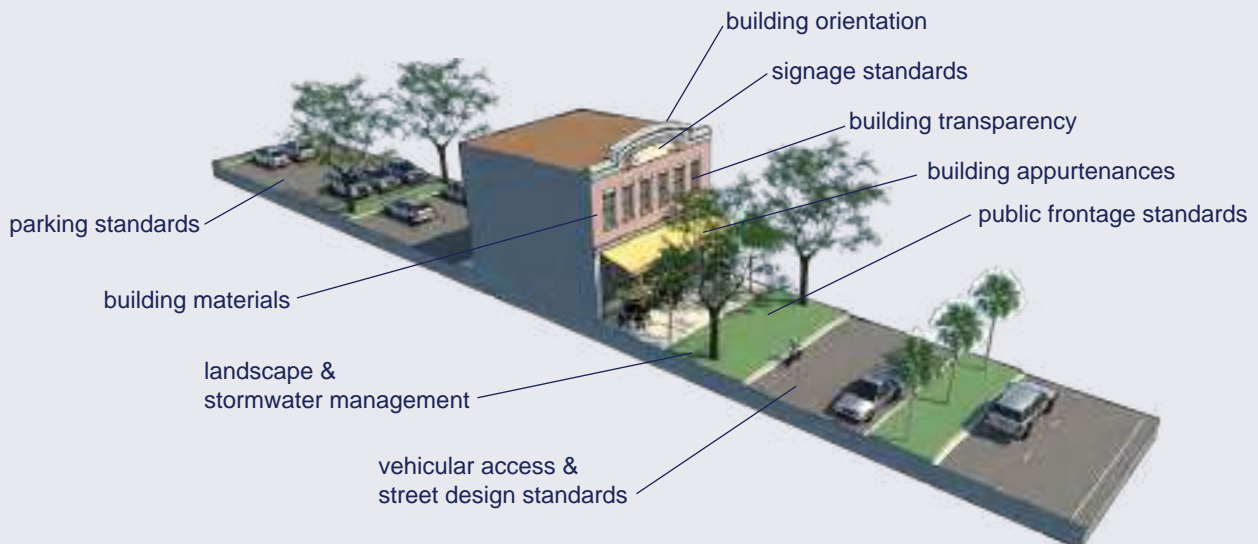 building orientation
signage standards
building transparency
building appurtenances
public frontage standards
parking standards
building materials
landscape &
stormwater management
vehicular access &
street design standards